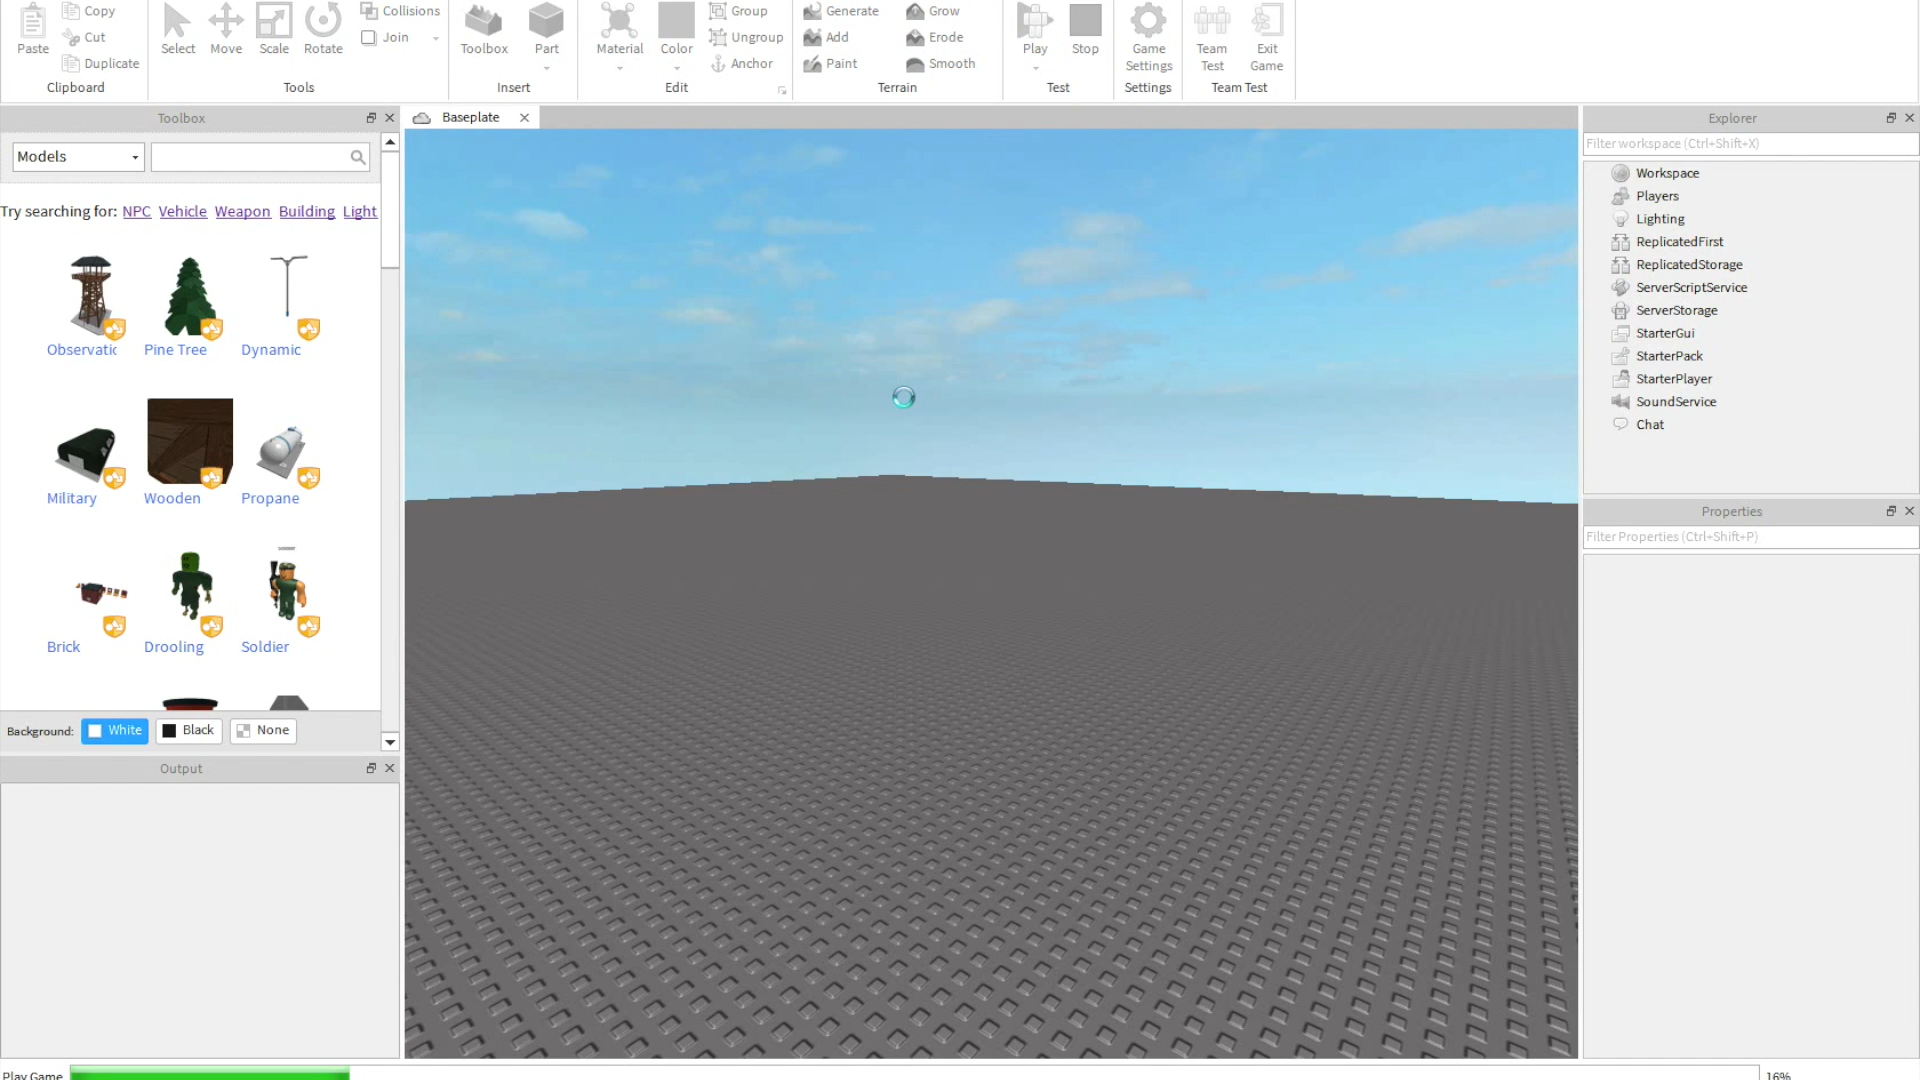 Paste
Copy
Cut
Duplicate
Clipboard
Select
Move
Scale
Rotate
Collisions
Join
Tools
Toolbox
Part
Insert
Material
Color
Group
Ungroup
Anchor
Edit
Generate
Add
Paint
Grow
Erode
Smooth
Terrain
Play
Stop
Test
Game
Settings
Settings
Team
Test
Exit
Game
Team Test
Toolbox
Models
Try searching for: NPC Vehicle Weapon Building Light
Observatic
Pine Tree
Dynamic
Military
Wooden
Propane
Brick
Drooling
Soldier
Background: White Black None
Output
Baseplate
Explorer
Filter workspace (Ctrl+Shift+X)
Workspace
Players
Lighting
ReplicatedFirst
ReplicatedStorage
ServerScriptService
ServerStorage
StarterGui
StarterPack
StarterPlayer
SoundService
Chat
Properties
Filter Properties (Ctrl+Shift+P)
Play Game
16%